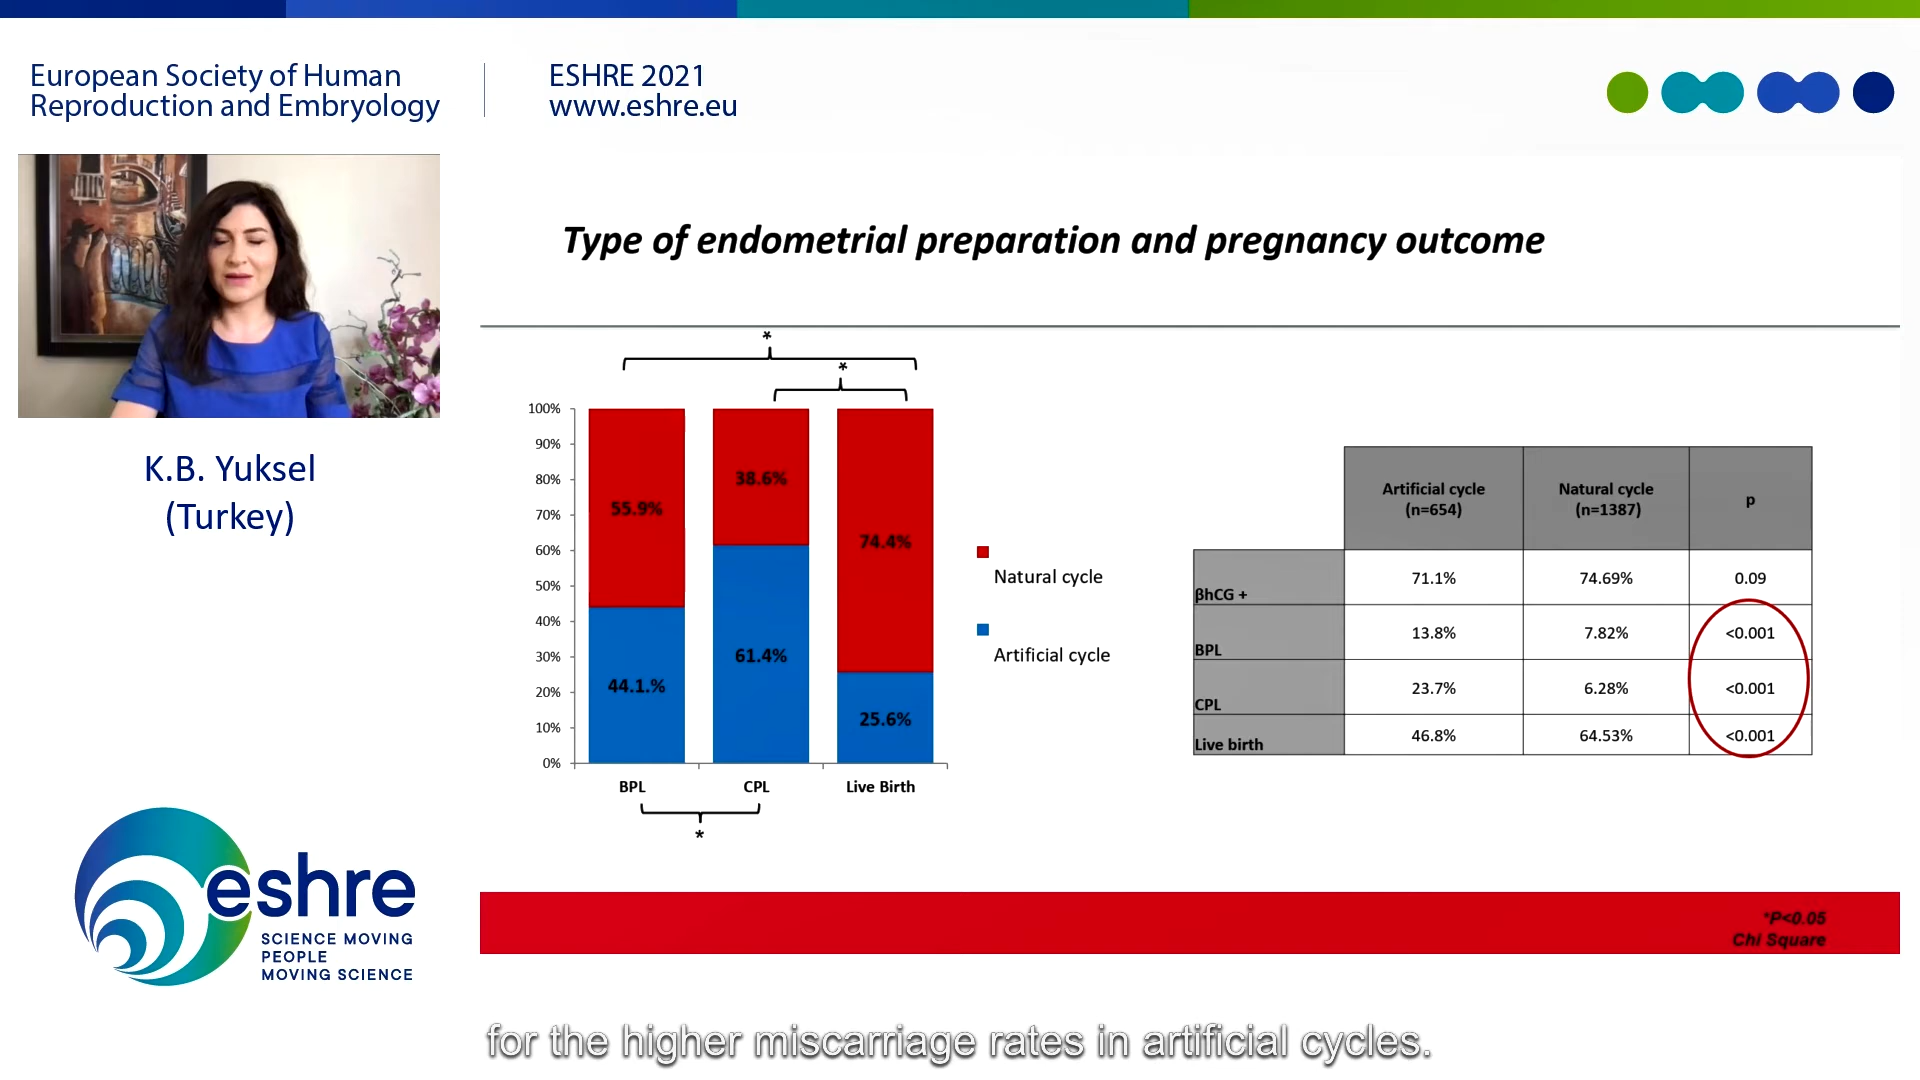 European Society of Human
Reproduction and Embryology
ESHRE 2021
www.eshre.eu
K.B. Yuksel
(Turkey)
eshre
SCIENCE MOVING
PEOPLE
MOVING SCIENCE
Type of endometrial preparation and pregnancy outcome
*
*
100%
90%
80%
70%
60%
50%
40%
30%
20%
10%
0%
55.9%
38.6%
74.4%
44.1.%
61.4%
25.6%
BPL CPL Live Birth
*
Natural cycle
Artificial cycle
Artificial cycle (n=654) Natural cycle (n=1387) p
βhCG + 71.1% 74.69% 0.09
BPL 13.8% 7.82% <0.001
CPL 23.7% 6.28% <0.001
Live birth 46.8% 64.53% <0.001
*P<0.05
Chi Square
for the higher miscarriage rates in artificial cycles.